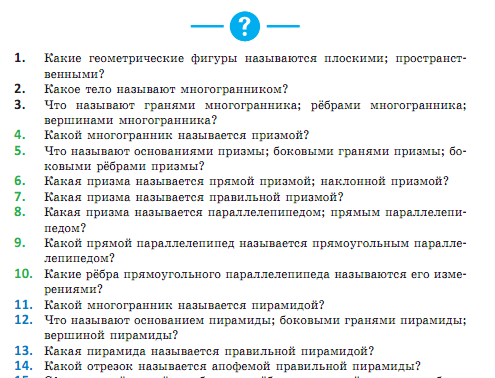 ?
1. Какие геометрические фигуры называются плоскими; пространст-
венными?
2. Какое тело называют многогранником?
3. Что называют гранями многогранника; рёбрами многогранника;
вершинами многогранника?
4. Какой многогранник называется призмой?
5. Что называют основаниями призмы; боковыми гранями призмы; бо-
ковыми рёбрами призмы?
6. Какая призма называется прямой призмой; наклонной призмой?
7. Какая призма называется правильной призмой?
8. Какая призма называется параллелепипедом; прямым параллелепи-
педом?
9. Какой прямой параллелепипед называется прямоугольным паралле-
лепипедом?
10. Какие рёбра прямоугольного параллелепипеда называются его изме-
рениями?
11. Какой многогранник называется пирамидой?
12. Что называют основанием пирамиды; боковыми гранями пирамиды;
вершиной пирамиды?
13. Какая пирамида называется правильной пирамидой?
14. Какой отрезок называется апофемой правильной пирамиды?